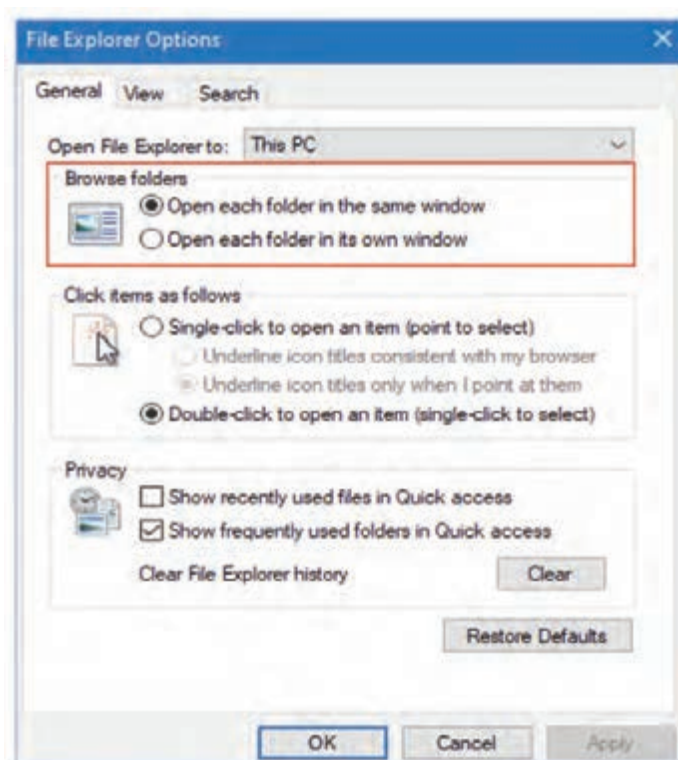 File Explorer Options
General View Search
Open File Explorer to: This PC
Browse folders
Open each folder in the same window
Open each folder in its own window
Click items as follows
Single-click to open an item (point to select)
Underline icon titles consistent with my browser
Underline icon titles only when I point at them
Double-click to open an item (single-click to select)
Privacy
Show recently used files in Quick access
Show frequently used folders in Quick access
Clear File Explorer history Clear
Restore Defaults
OK Cancel Apply